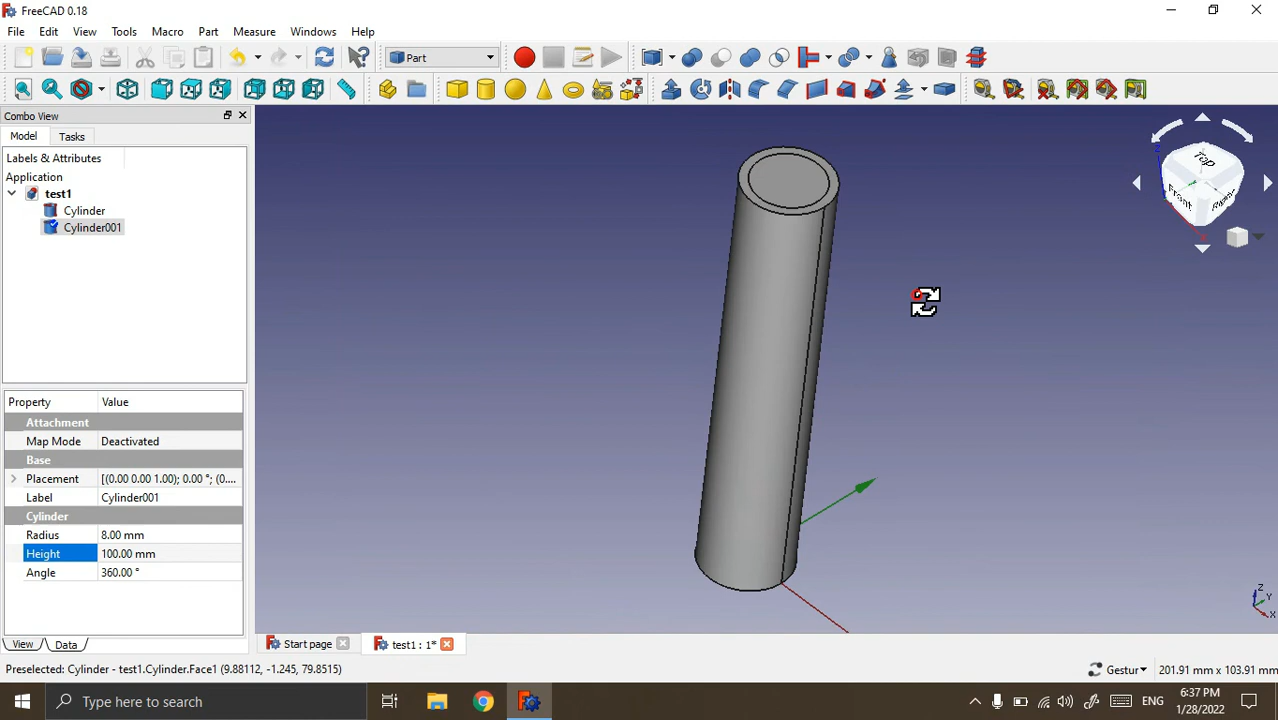 FreeCAD 0.18
File Edit View Tools Macro Part Measure Windows Help
Part
Combo View
Model Tasks
Labels & Attributes
Application
test1
Cylinder
Cylinder001
Top
Front
Property Value
Attachment
Map Mode Deactivated
Base
Placement [(0.00 0.00 1.00); 0.00 °; (0....
Label Cylinder001
Cylinder
Radius 8.00 mm
Height 100.00 mm
Angle 360.00 °
Z
Y
X
View Data
Start page test1 : 1*
Preselected: Cylinder - test1.Cylinder.Face1 (9.88112, -1.245, 79.8515)
Gestur 201.91 mm x 103.91 mm
Type here to search
ENG
6:37 PM
1/28/2022